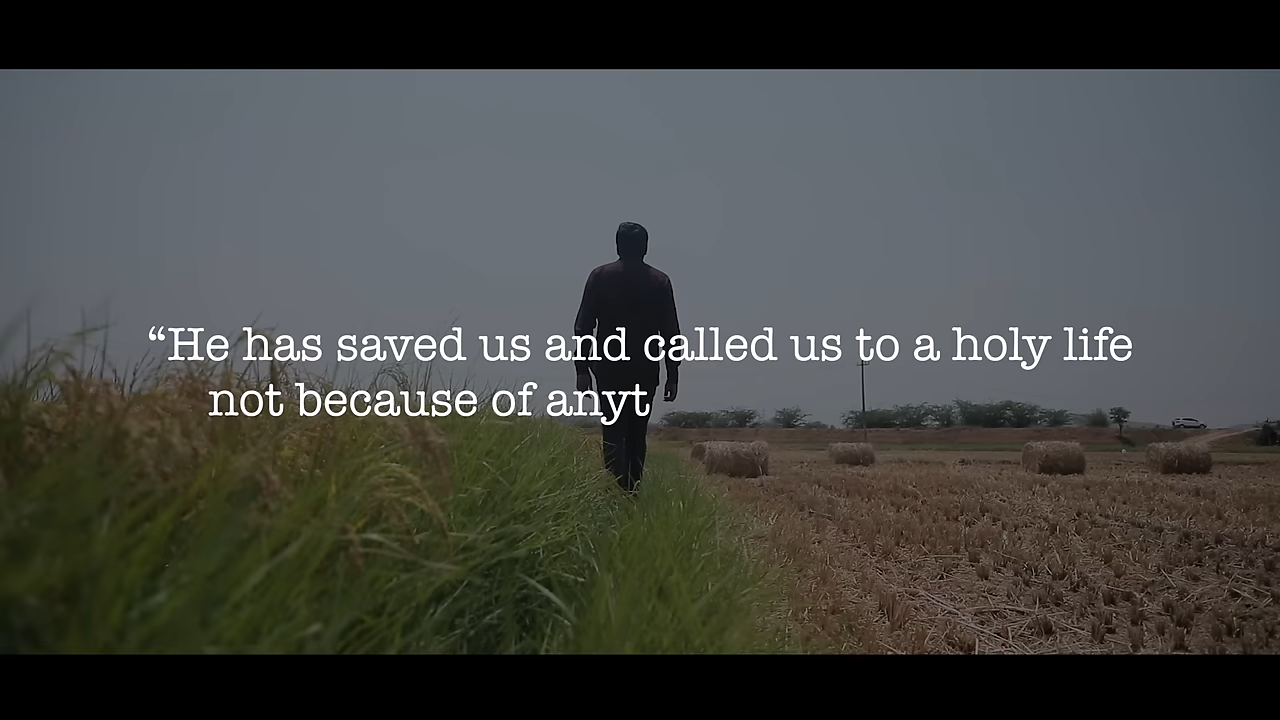 “He has saved us and called us to a holy life
not because of anyt